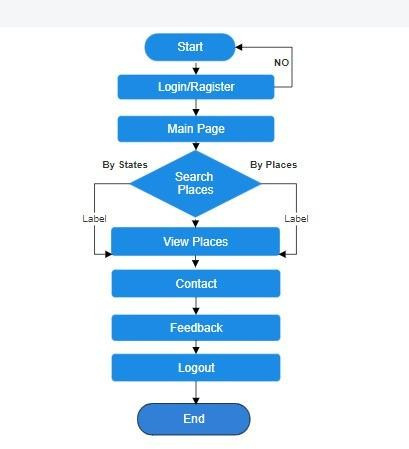 Start
NO
Login/Ragister
Main Page
By States
By Places
Search
Places
Label
Label
View Places
Contact
Feedback
Logout
End